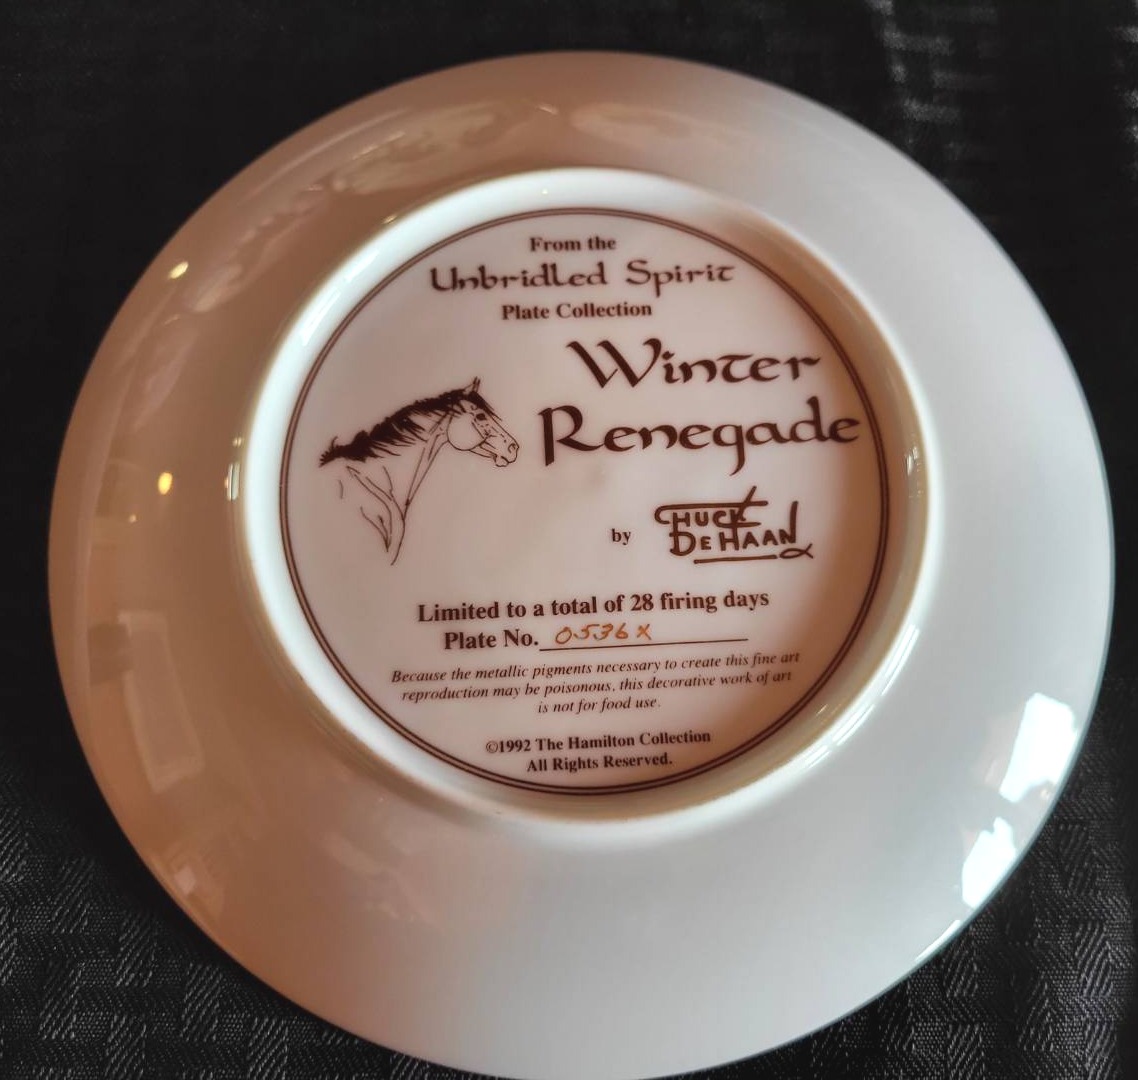 From the
Unbridled Spirit
Plate Collection
Winter
Renegade
by CHUCK
DEHAAN
Limited to a total of 28 firing days
Plate No. 0536X
Because the metallic pigments necessary to create this fine art
reproduction may be poisonous, this decorative work of art
is not for food use.
©1992 The Hamilton Collection
All Rights Reserved.